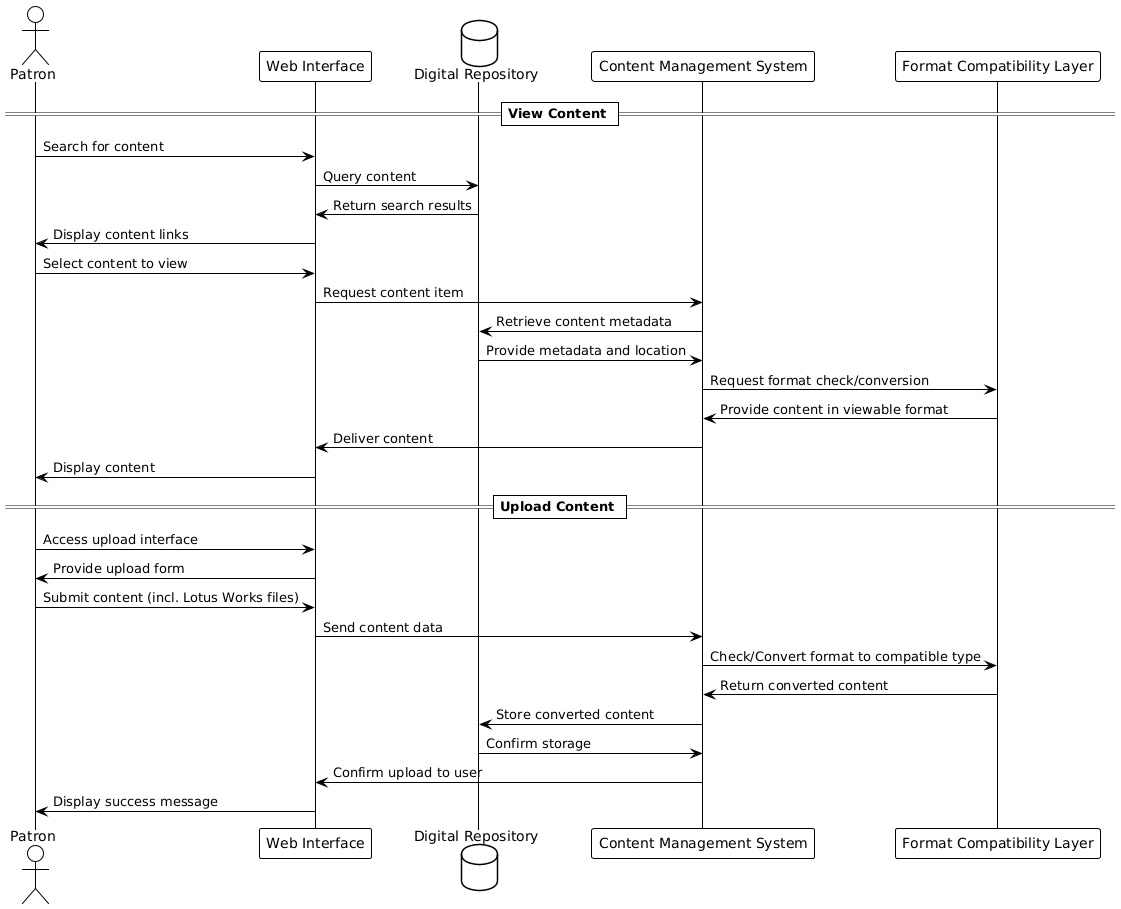 Patron
Web Interface
Digital Repository
Content Management System
Format Compatibility Layer
View Content
Search for content
Query content
Return search results
Display content links
Select content to view
Request content item
Retrieve content metadata
Provide metadata and location
Request format check/conversion
Provide content in viewable format
Deliver content
Display content
Upload Content
Access upload interface
Provide upload form
Submit content (incl. Lotus Works files)
Send content data
Check/Convert format to compatible type
Return converted content
Store converted content
Confirm storage
Confirm upload to user
Display success message
Patron
Web Interface
Digital Repository
Content Management System
Format Compatibility Layer